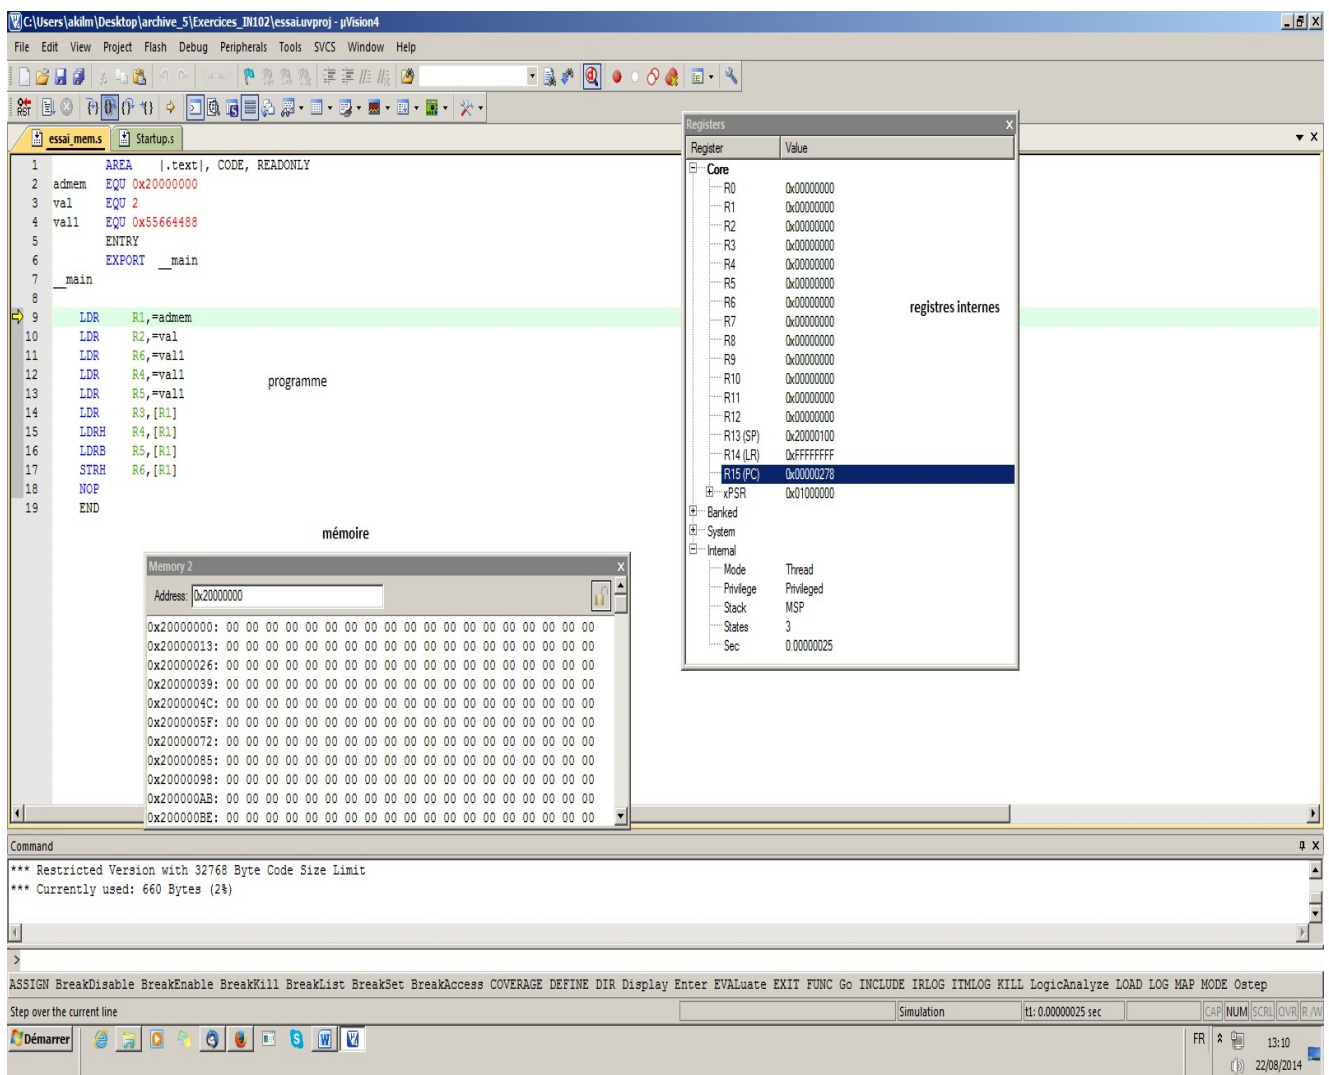 C:\Users\akilm\Desktop\archive_5\Exercices_IN102\essai.uvproj - µVision4
File Edit View Project Flash Debug Peripherals Tools SVCS Window Help
RST
essai_mem.s Startup.s
1 AREA |.text|, CODE, READONLY
2 admem EQU 0x20000000
3 val EQU 2
4 val1 EQU 0x55664488
5 ENTRY
6 EXPORT __main
7 __main
8
9 LDR R1,=admem
10 LDR R2,=val
11 LDR R6,=val1
12 LDR R4,=val1
13 LDR R5,=val1
14 LDR R3,[R1]
15 LDRH R4,[R1]
16 LDRB R5,[R1]
17 STRH R6,[R1]
18 NOP
19 END
programme
mémoire
Registers
Register Value
Core
R0 0x00000000
R1 0x00000000
R2 0x00000000
R3 0x00000000
R4 0x00000000
R5 0x00000000
R6 0x00000000
R7 0x00000000
R8 0x00000000
R9 0x00000000
R10 0x00000000
R11 0x00000000
R12 0x00000000
R13 (SP) 0x20000100
R14 (LR) 0xFFFFFFFF
R15 (PC) 0x00000278
xPSR 0x01000000
Banked
System
Internal
Mode Thread
Privilege Privileged
Stack MSP
States 3
Sec 0.00000025
registres internes
Memory 2
Address: 0x20000000
0x20000000: 00 00 00 00 00 00 00 00 00 00 00 00 00 00 00 00 00 00 00
0x20000013: 00 00 00 00 00 00 00 00 00 00 00 00 00 00 00 00 00 00 00
0x20000026: 00 00 00 00 00 00 00 00 00 00 00 00 00 00 00 00 00 00 00
0x20000039: 00 00 00 00 00 00 00 00 00 00 00 00 00 00 00 00 00 00 00
0x2000004C: 00 00 00 00 00 00 00 00 00 00 00 00 00 00 00 00 00 00 00
0x2000005F: 00 00 00 00 00 00 00 00 00 00 00 00 00 00 00 00 00 00 00
0x20000072: 00 00 00 00 00 00 00 00 00 00 00 00 00 00 00 00 00 00 00
0x20000085: 00 00 00 00 00 00 00 00 00 00 00 00 00 00 00 00 00 00 00
0x20000098: 00 00 00 00 00 00 00 00 00 00 00 00 00 00 00 00 00 00 00
0x200000AB: 00 00 00 00 00 00 00 00 00 00 00 00 00 00 00 00 00 00 00
0x200000BE: 00 00 00 00 00 00 00 00 00 00 00 00 00 00 00 00 00 00 00
Command
*** Restricted Version with 32768 Byte Code Size Limit
*** Currently used: 660 Bytes (2%)
>
ASSIGN BreakDisable BreakEnable BreakKill BreakList BreakSet BreakAccess COVERAGE DEFINE DIR Display Enter EVALuate EXIT FUNC Go INCLUDE IRLOG ITMLOG KILL LogicAnalyze LOAD LOG MAP MODE Ostep
Step over the current line Simulation t1: 0.00000025 sec CAP NUM SCRL OVR R/W
Démarrer FR 13:10
22/08/2014